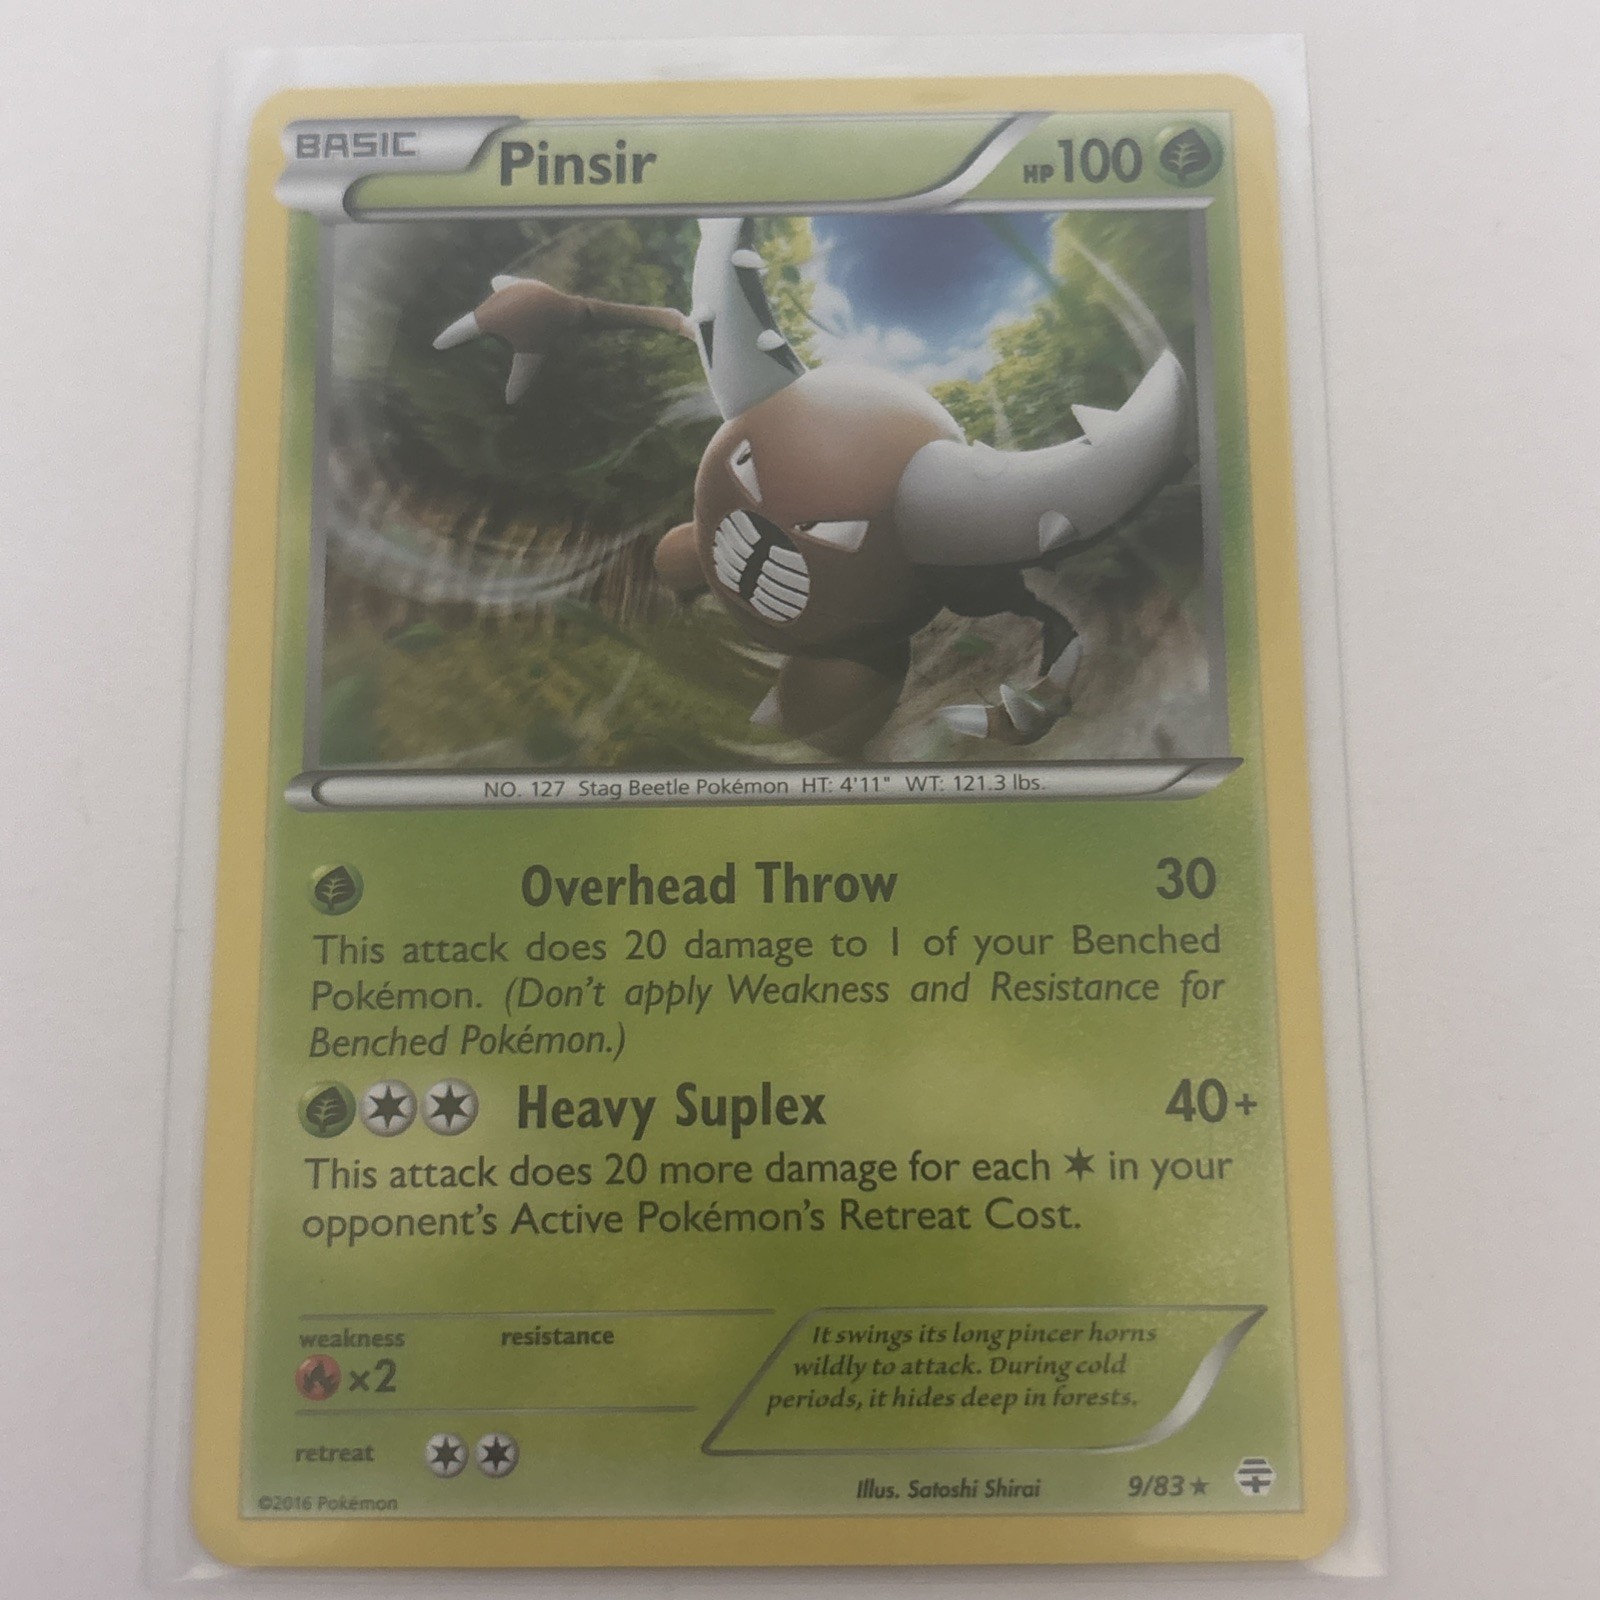 BASIC Pinsir HP100
NO. 127 Stag Beetle Pokémon HT: 4'11" WT: 121.3 lbs.
Overhead Throw 30
This attack does 20 damage to 1 of your Benched
Pokémon. (Don't apply Weakness and Resistance for
Benched Pokémon.)
Heavy Suplex 40+
This attack does 20 more damage for each in your
opponent's Active Pokémon's Retreat Cost.
weakness resistance
×2
It swings its long pincer horns
wildly to attack. During cold
periods, it hides deep in forests.
retreat
Illus. Satoshi Shirai 9/83★
©2016 Pokémon